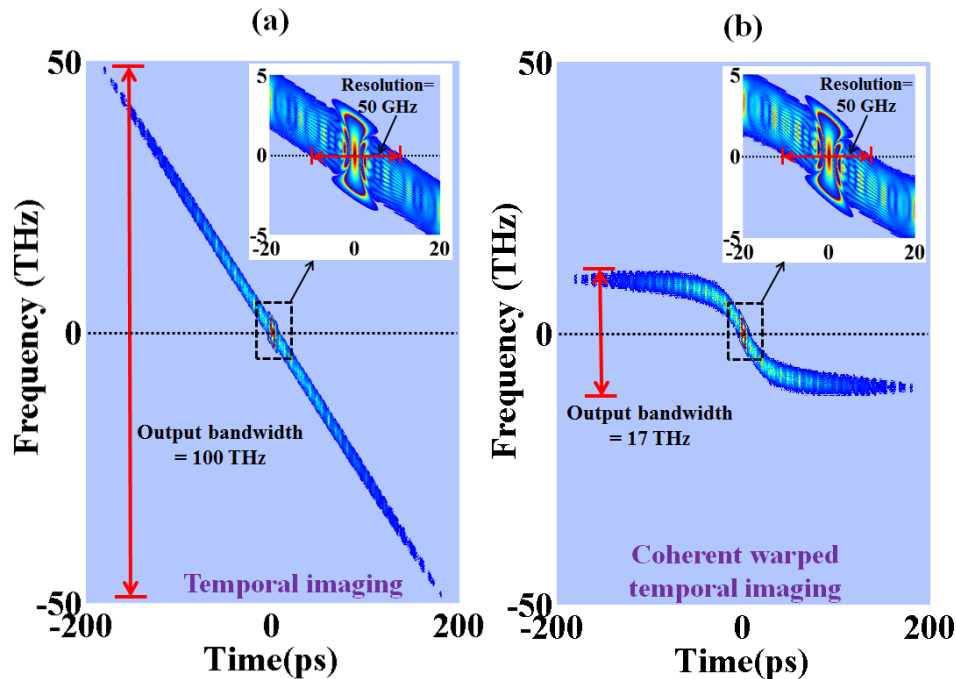 (a)
50
0
-50
Frequency (THz)
-200
0
200
Time(ps)
Output bandwidth
= 100 THz
Temporal imaging
5
0
-5
-20
0
20
Resolution=
50 GHz
(b)
50
0
-50
Frequency (THz)
-200
0
200
Time(ps)
Output bandwidth
= 17 THz
Coherent warped
temporal imaging
5
0
-5
-20
0
20
Resolution=
50 GHz